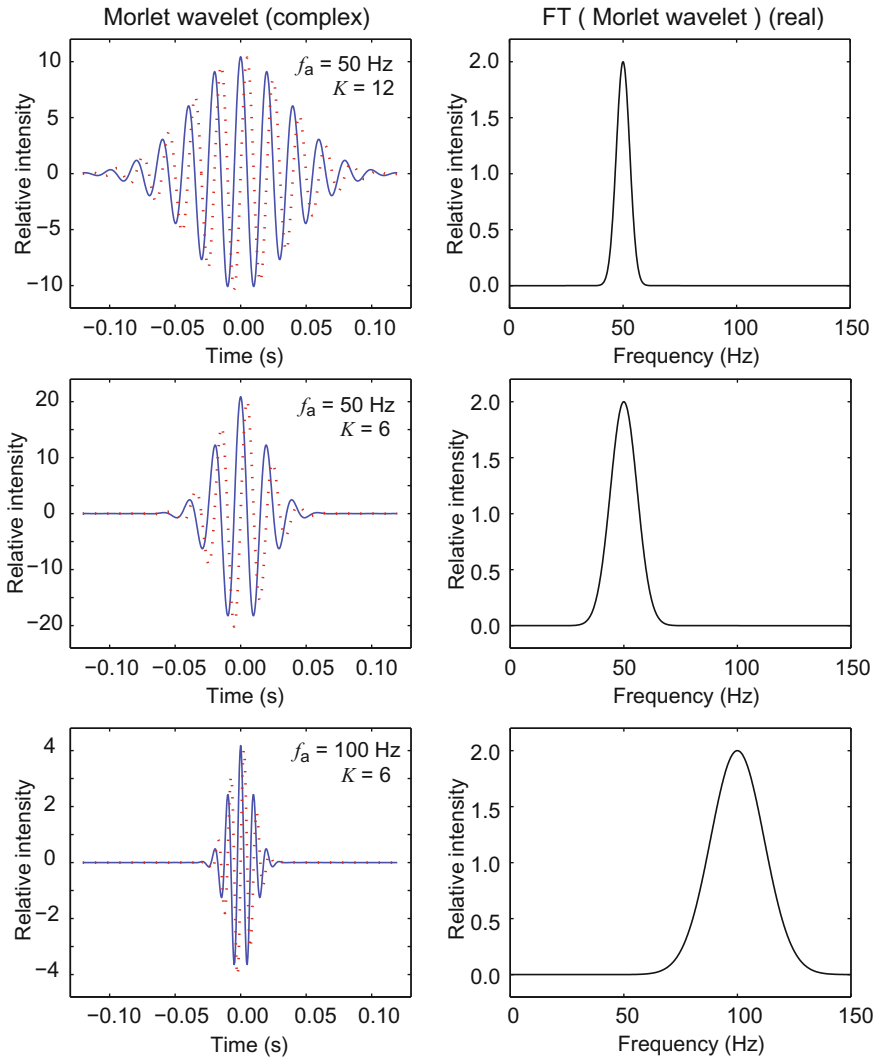 Morlet wavelet (complex)
FT ( Morlet wavelet ) (real)
Relative intensity
10
5
0
−5
−10
fa = 50 Hz
K = 12
−0.10 −0.05 0.00 0.05 0.10
Time (s)
Relative intensity
2.0
1.5
1.0
0.5
0.0
0 50 100 150
Frequency (Hz)
Relative intensity
20
10
0
−10
−20
fa = 50 Hz
K = 6
−0.10 −0.05 0.00 0.05 0.10
Time (s)
Relative intensity
2.0
1.5
1.0
0.5
0.0
0 50 100 150
Frequency (Hz)
Relative intensity
4
2
0
−2
−4
fa = 100 Hz
K = 6
−0.10 −0.05 0.00 0.05 0.10
Time (s)
Relative intensity
2.0
1.5
1.0
0.5
0.0
0 50 100 150
Frequency (Hz)